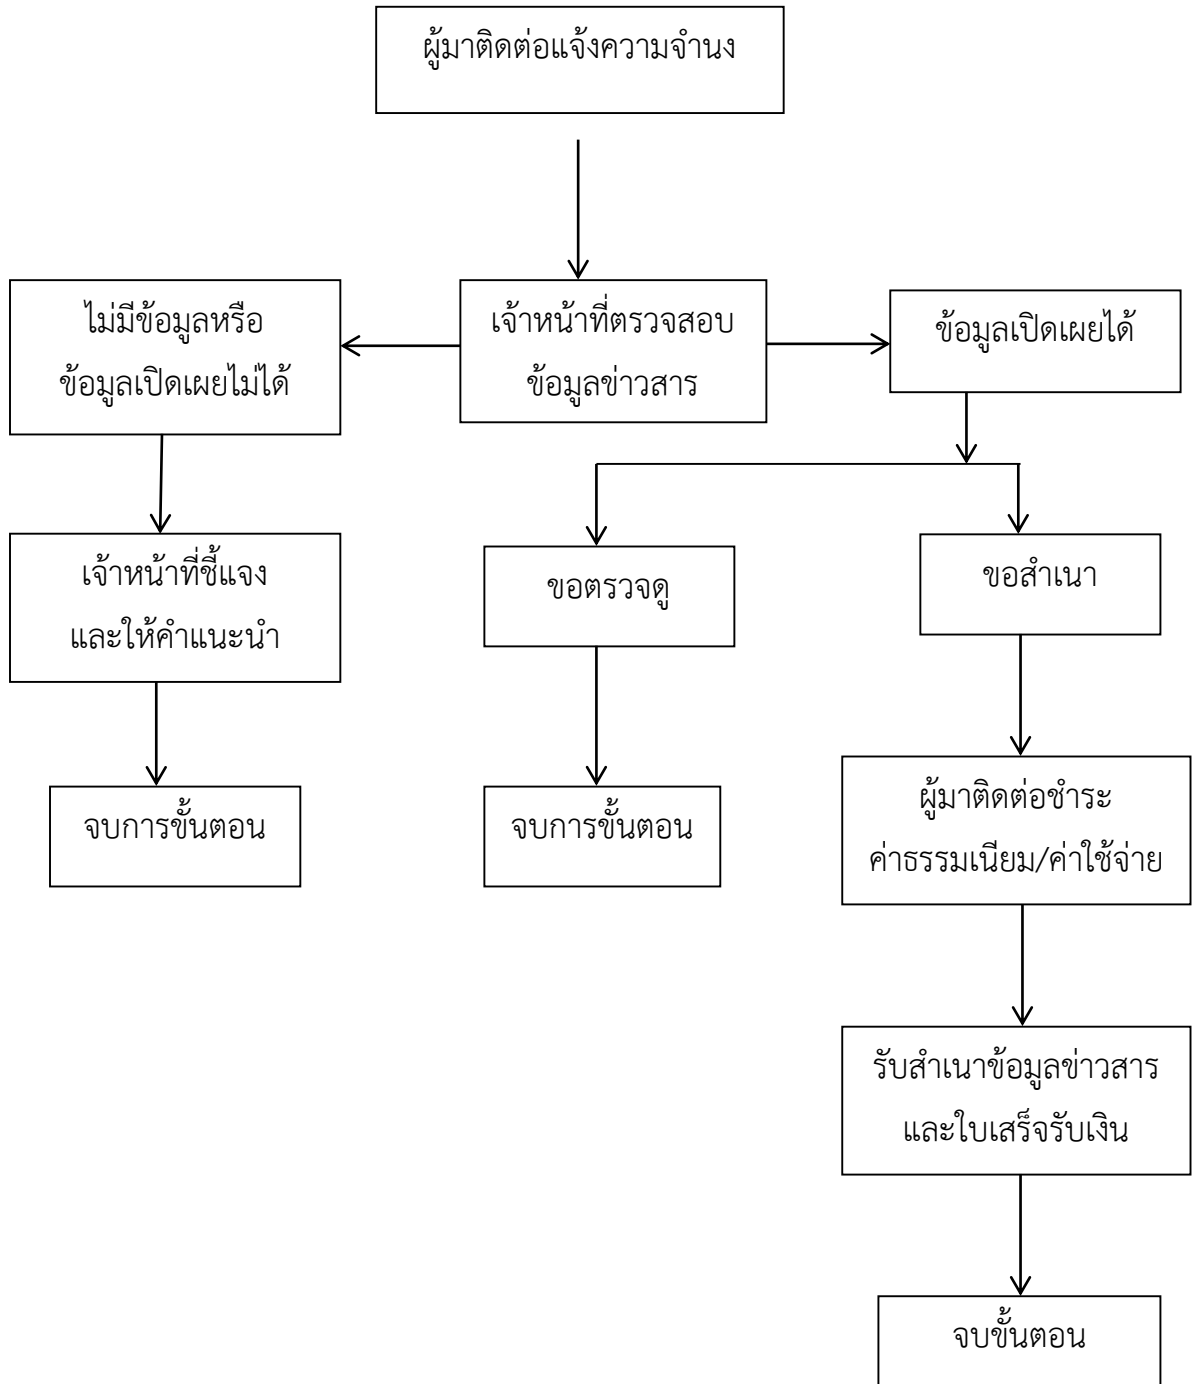 ผู้มาติดต่อแจ้งความจำนง
ไม่มีข้อมูลหรือ
ข้อมูลเปิดเผยไม่ได้
เจ้าหน้าที่ตรวจสอบ
ข้อมูลข่าวสาร
ข้อมูลเปิดเผยได้
เจ้าหน้าที่ชี้แจง
และให้คำแนะนำ
ขอตรวจดู
ขอสำเนา
จบการขั้นตอน
จบการขั้นตอน
ผู้มาติดต่อชำระ
ค่าธรรมเนียม/ค่าใช้จ่าย
รับสำเนาข้อมูลข่าวสาร
และใบเสร็จรับเงิน
จบขั้นตอน